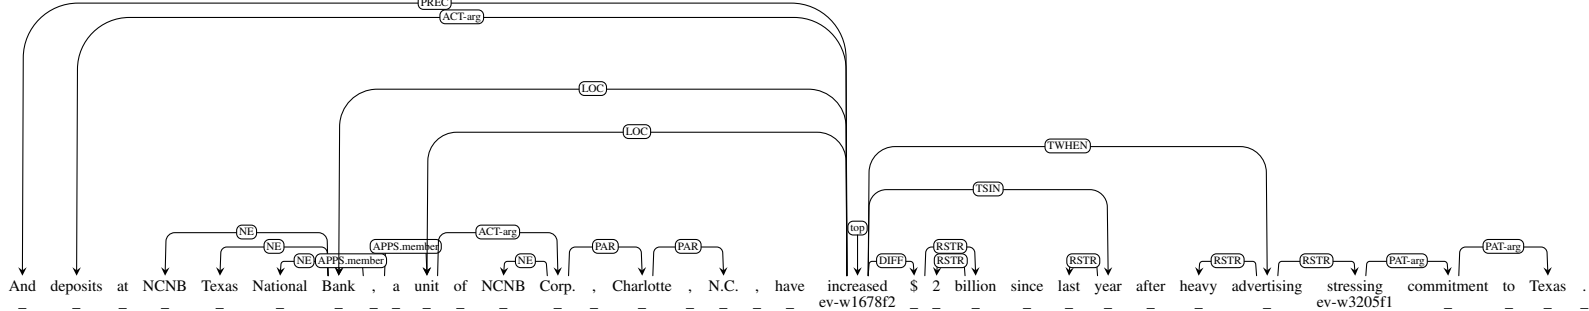 PREC
ACT-arg
LOC
LOC
TWHEN
TSIN
top
NE ACT-arg
NE APPS.member PAR PAR RSTR PAT-arg
NE APPS.member NE DIFF RSTR RSTR RSTR RSTR PAT-arg
And deposits at NCNB Texas National Bank , a unit of NCNB Corp. , Charlotte , N.C. , have increased $ 2 billion since last year after heavy advertising stressing commitment to Texas .
ev-w1678f2 ev-w3205f1
_ _ _ _ _ _ _ _ _ _ _ _ _ _ _ _ _ _ _ _ _ _ _ _ _ _ _ _ _ _ _ _